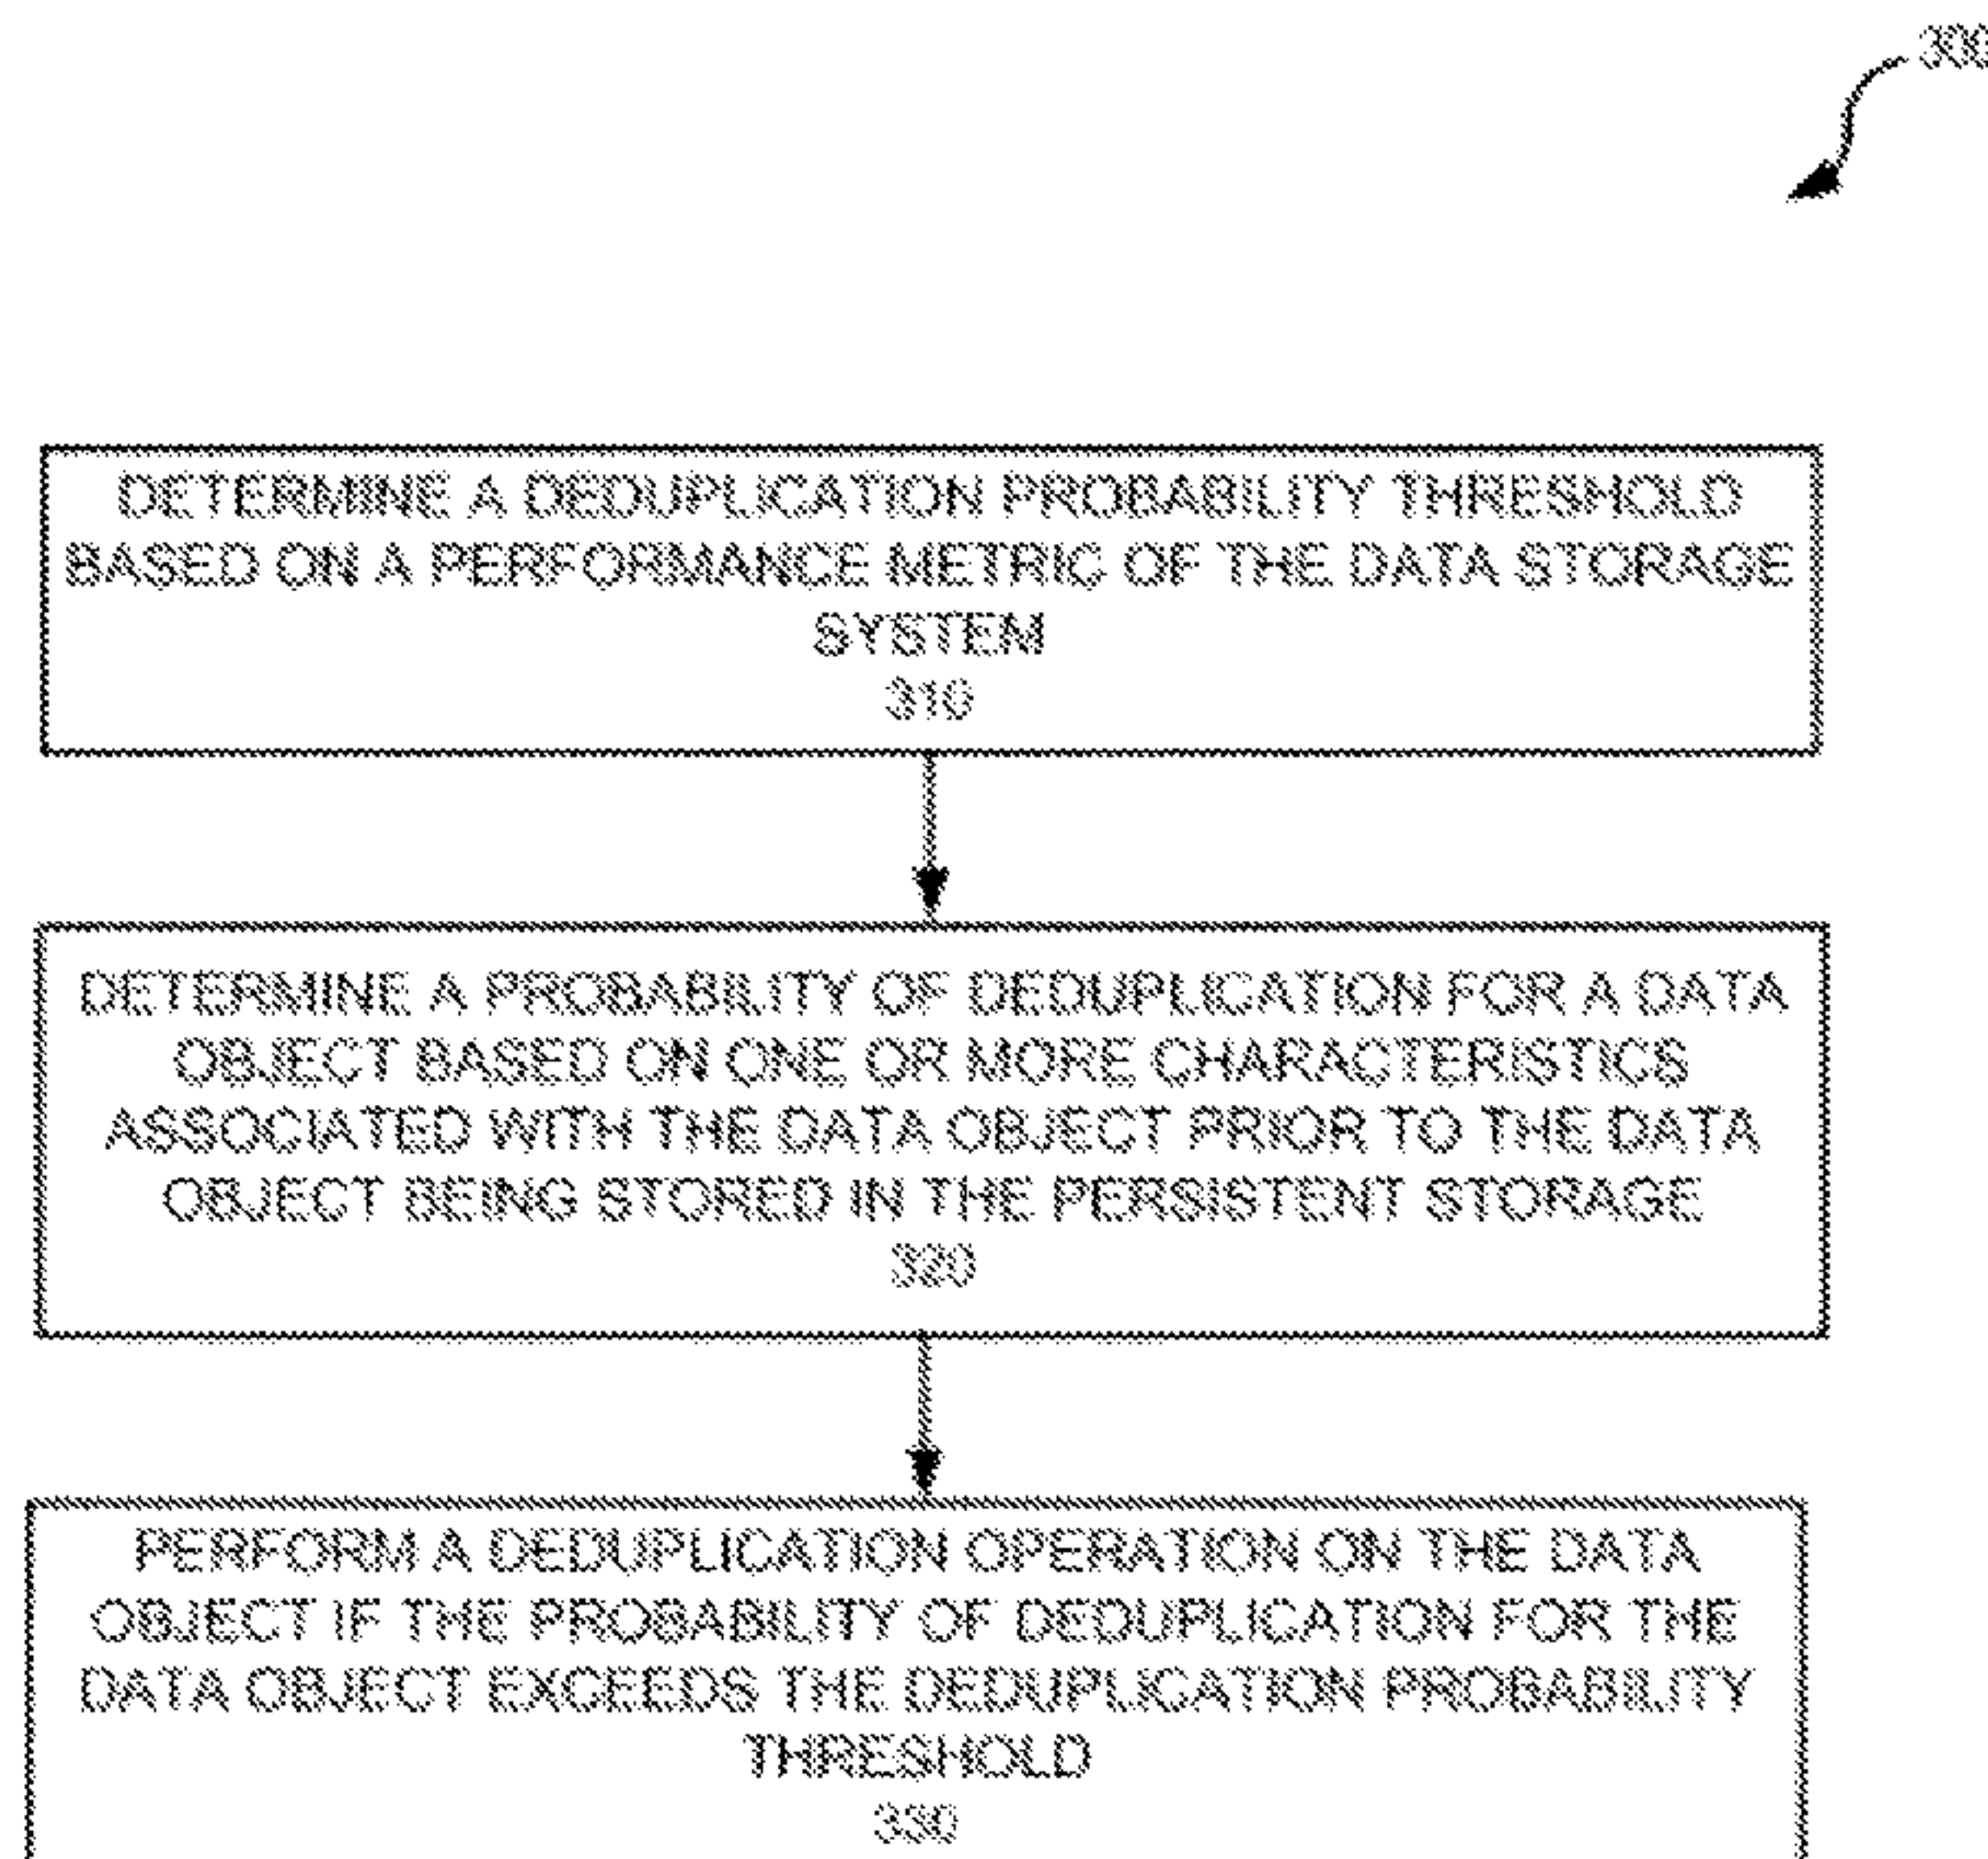 300
DETERMINE A DEDUPLICATION PROBABILITY THRESHOLD
BASED ON A PERFORMANCE METRIC OF THE DATA STORAGE
SYSTEM
310
DETERMINE A PROBABILITY OF DEDUPLICATION FOR A DATA
OBJECT BASED ON ONE OR MORE CHARACTERISTICS
ASSOCIATED WITH THE DATA OBJECT PRIOR TO THE DATA
OBJECT BEING STORED IN THE PERSISTENT STORAGE
320
PERFORM A DEDUPLICATION OPERATION ON THE DATA
OBJECT IF THE PROBABILITY OF DEDUPLICATION FOR THE
DATA OBJECT EXCEEDS THE DEDUPLICATION PROBABILITY
THRESHOLD
330